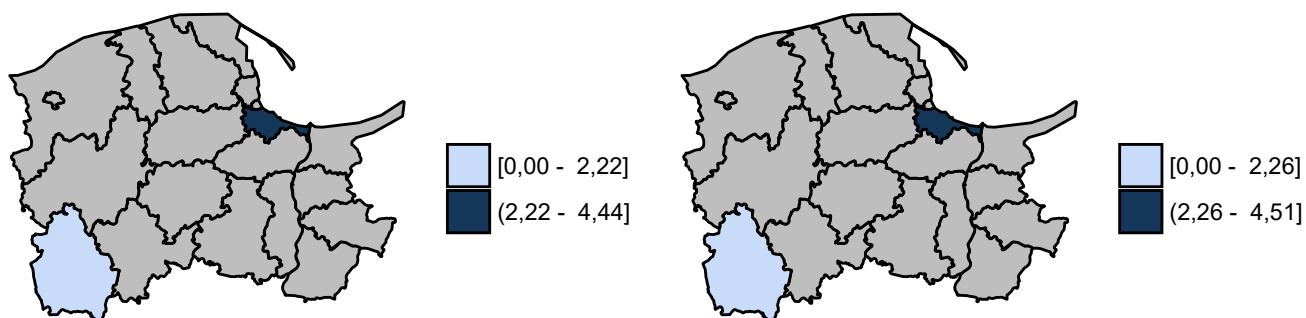 [0,00 - 2,22]
(2,22 - 4,44]
[0,00 - 2,26]
(2,26 - 4,51]